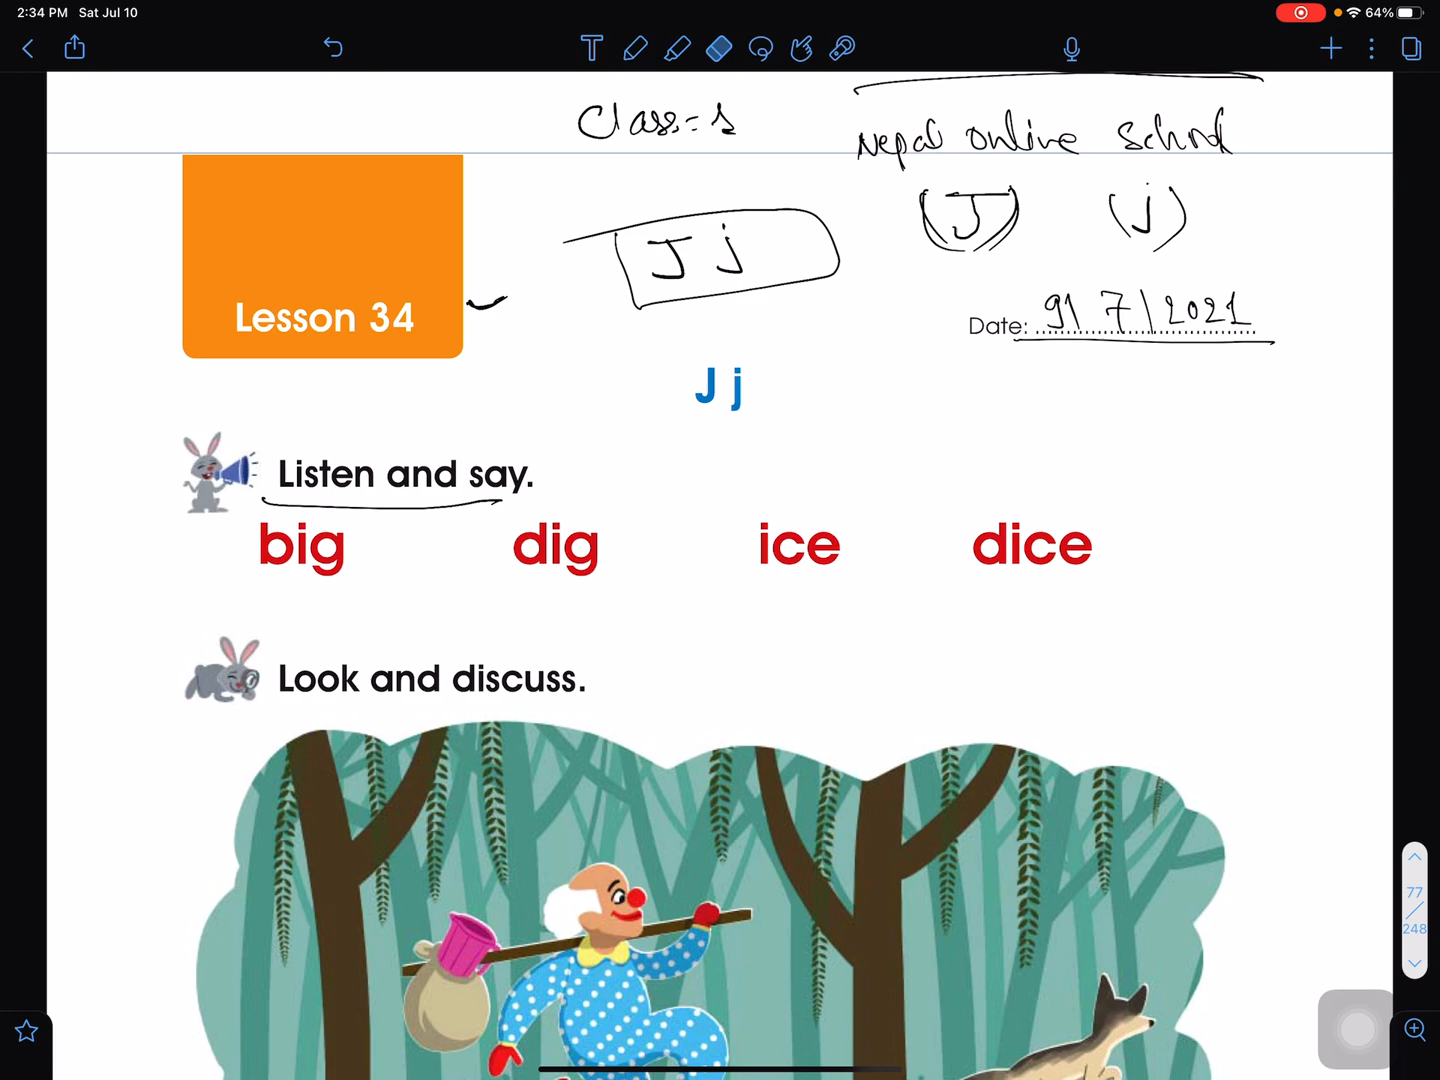 2:34 PM Sat Jul 10
64%
Class:- 1
Nepal online School
(J) (j)
J j
Lesson 34
Date: 9/ 7/2021
J j
Listen and say.
big dig ice dice
Look and discuss.
77
248